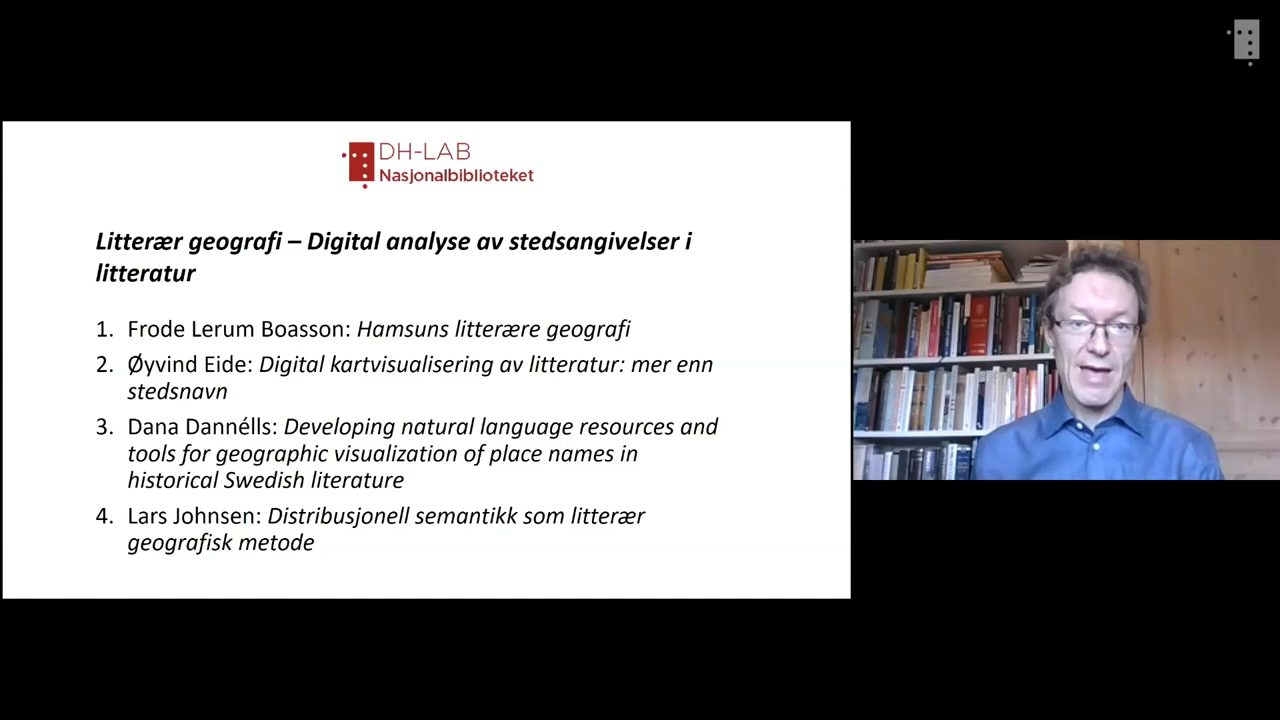 DH-LAB
Nasjonalbiblioteket
Litterær geografi – Digital analyse av stedsangivelser i
litteratur
1. Frode Lerum Boasson: Hamsuns litterære geografi
2. Øyvind Eide: Digital kartvisualisering av litteratur: mer enn
stedsnavn
3. Dana Dannélls: Developing natural language resources and
tools for geographic visualization of place names in
historical Swedish literature
4. Lars Johnsen: Distribusjonell semantikk som litterær
geografisk metode